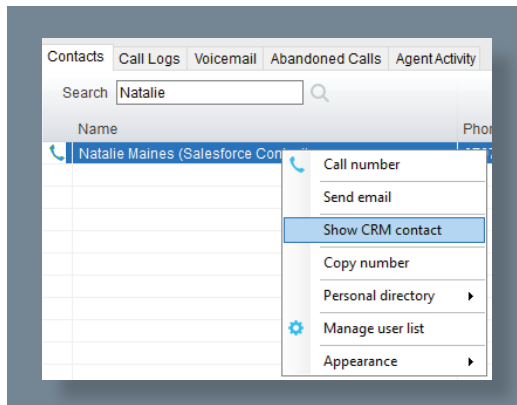 Contacts Call Logs Voicemail Abandoned Calls Agent Activity
Search Natalie
Name Phon
Natalie Maines (Salesforce
Call number
Send email
Show CRM contact
Copy number
Personal directory
Manage user list
Appearance